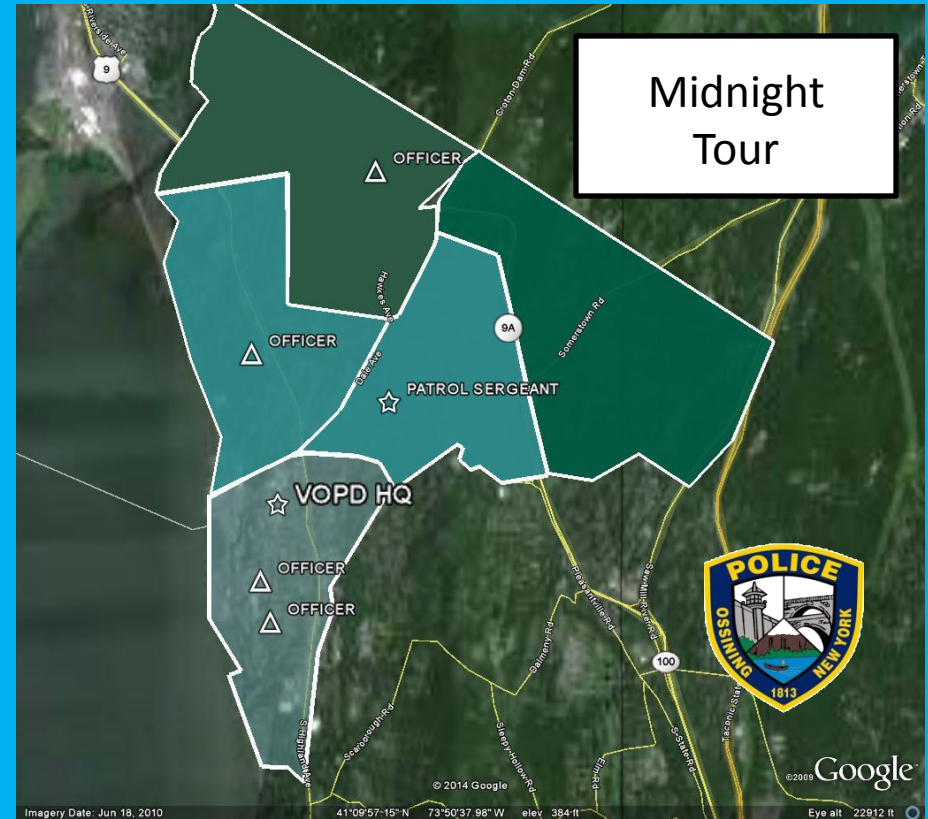 Midnight
Tour
Riverside Ave
9
Croton-Dam-Rd
OFFICER
Hawkes Ave
9A
Somerstown Rd
OFFICER
Dale Ave
PATROL SERGEANT
VOPD HQ
OFFICER
OFFICER
Pleasantville Rd
Saw-Mill-River-Rd
Dalmeny Rd
100
POLICE
OSSINING
NEW YORK
1813
S Highland Ave
Scarborough Rd
Sleepy-Hollow-Rd
Elm-Rd
S-State-Rd
Taconic-State
© 2014 Google
©2009 Google
Imagery Date: Jun 18, 2010
41°09'57.15" N 73°50'37.98" W elev 384 ft
Eye alt 22912 ft